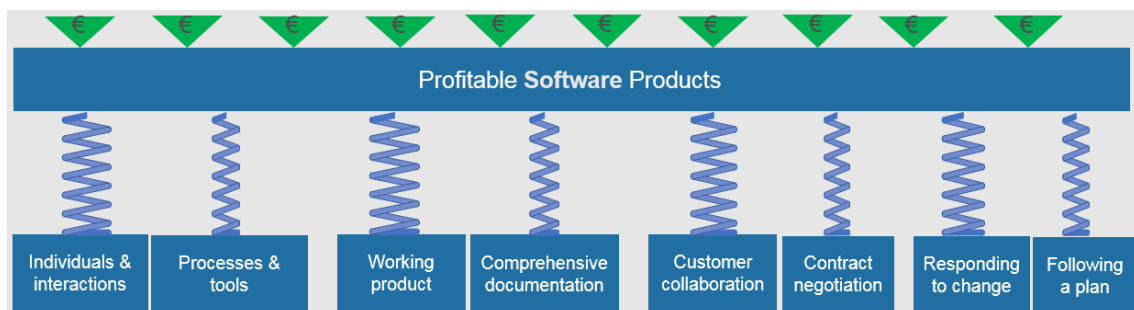 € € € € € € € € € €
Profitable Software Products
Individuals &
interactions
Processes &
tools
Working
product
Comprehensive
documentation
Customer
collaboration
Contract
negotiation
Responding
to change
Following
a plan